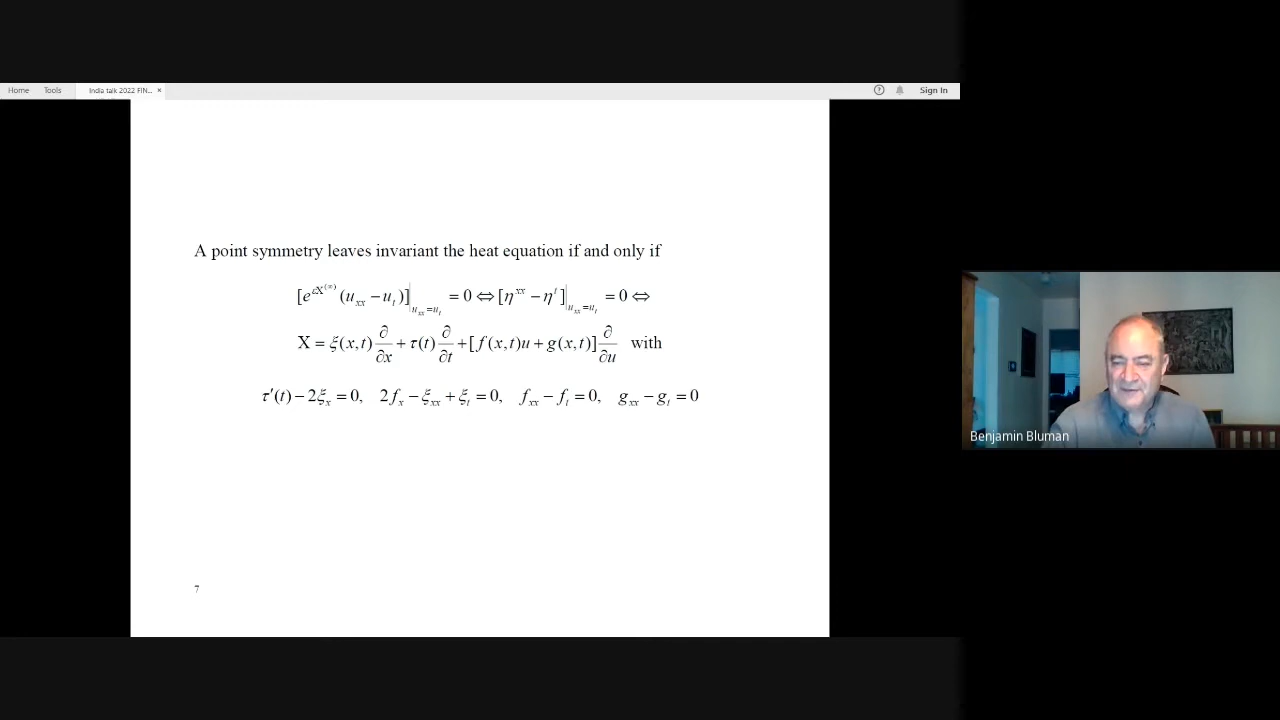 Home Tools India talk 2022 FIN... × Sign In
A point symmetry leaves invariant the heat equation if and only if
[e^{εX^{(∞)}}(u_{xx} − u_t)]|_{u_{xx}=u_t} = 0 ⇔ [η^{xx} − η^t]|_{u_{xx}=u_t} = 0 ⇔
X = ξ(x,t) ∂/∂x + τ(t) ∂/∂t + [f(x,t)u + g(x,t)] ∂/∂u with
τ′(t) − 2ξ_x = 0, 2f_x − ξ_{xx} + ξ_t = 0, f_{xx} − f_t = 0, g_{xx} − g_t = 0
Benjamin Bluman
7